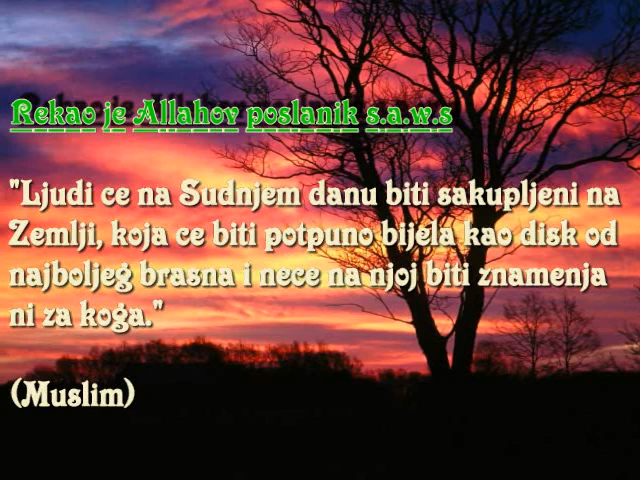 Rekao je Allahov poslanik s.a.w.s
"Ljudi ce na Sudnjem danu biti sakupljeni na
Zemlji, koja ce biti potpuno bijela kao disk od
najboljeg brasna i nece na njoj biti znamenja
ni za koga."
(Muslim)